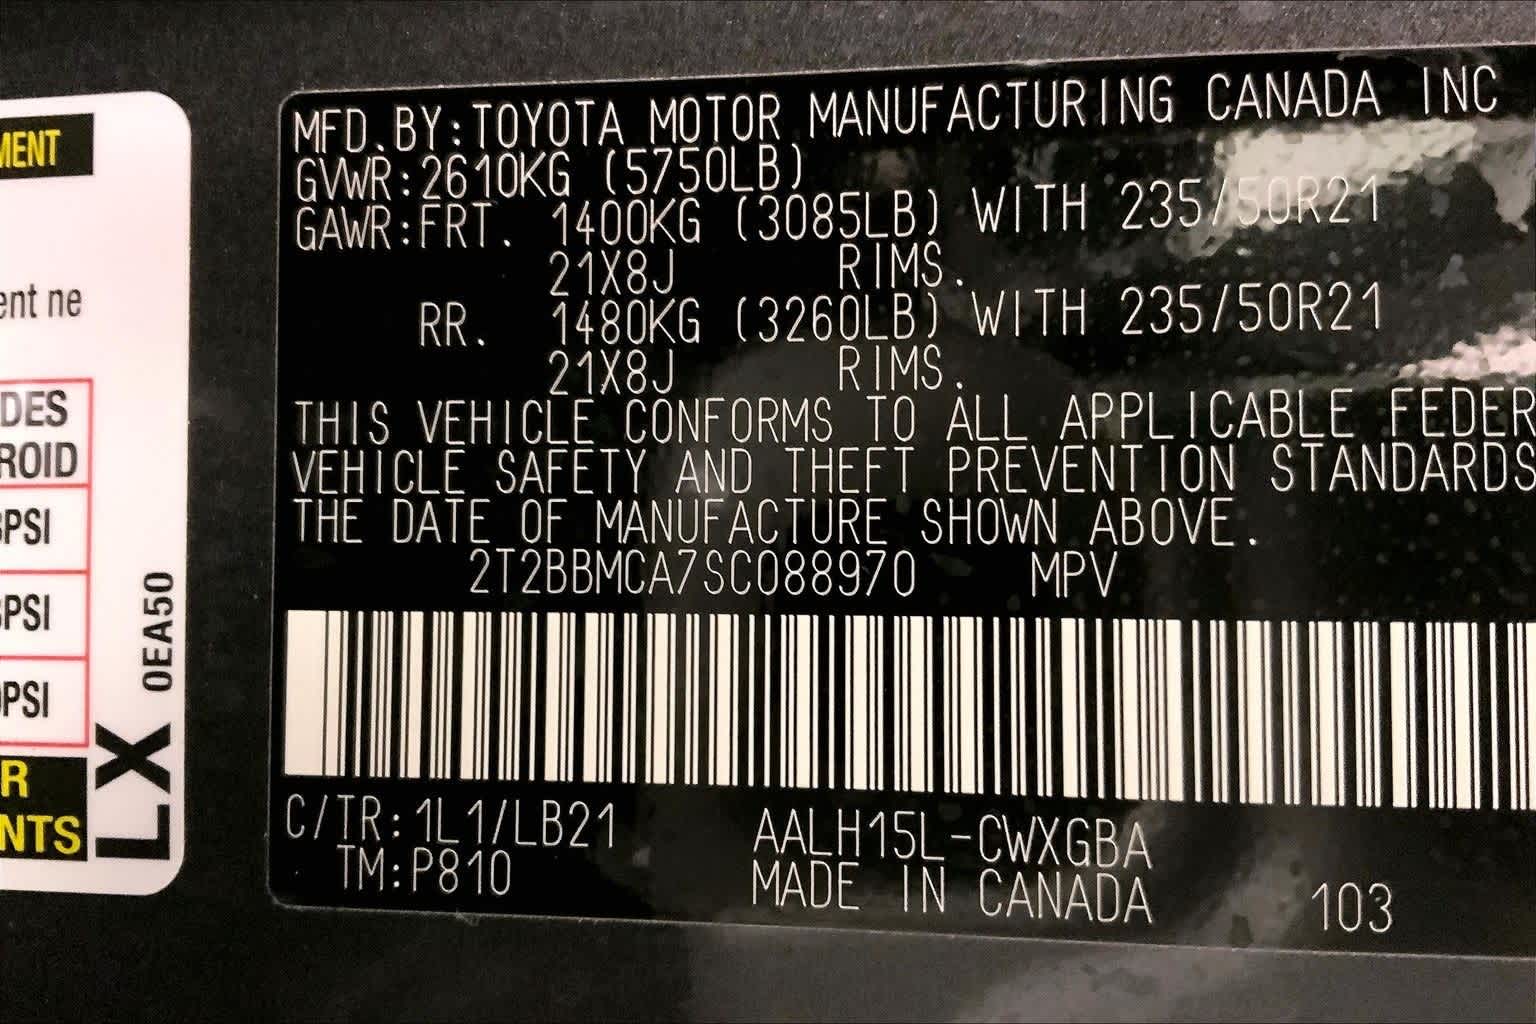 MENT
ent ne
DES
ROID
PSI
PSI
PSI
R
NTS
LX 0EA50
MFD.BY:TOYOTA MOTOR MANUFACTURING CANADA INC
GVWR:2610KG (5750LB)
GAWR:FRT. 1400KG (3085LB) WITH 235/50R21
21X8J RIMS.
RR. 1480KG (3260LB) WITH 235/50R21
21X8J RIMS.
THIS VEHICLE CONFORMS TO ALL APPLICABLE FEDER
VEHICLE SAFETY AND THEFT PREVENTION STANDARDS
THE DATE OF MANUFACTURE SHOWN ABOVE.
2T2BBMCA7SC088970 MPV
C/TR:1L1/LB21 AALH15L-CWXGBA
TM:P810 MADE IN CANADA 103